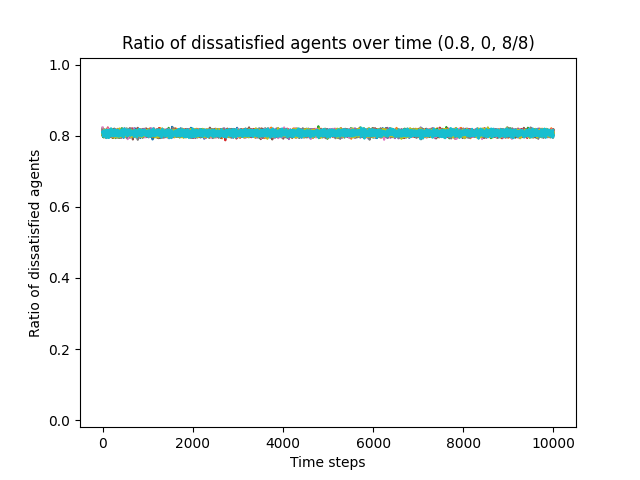 Ratio of dissatisfied agents over time (0.8, 0, 8/8)
1.0
0.8
0.6
0.4
0.2
0.0
Ratio of dissatisfied agents
0 2000 4000 6000 8000 10000
Time steps